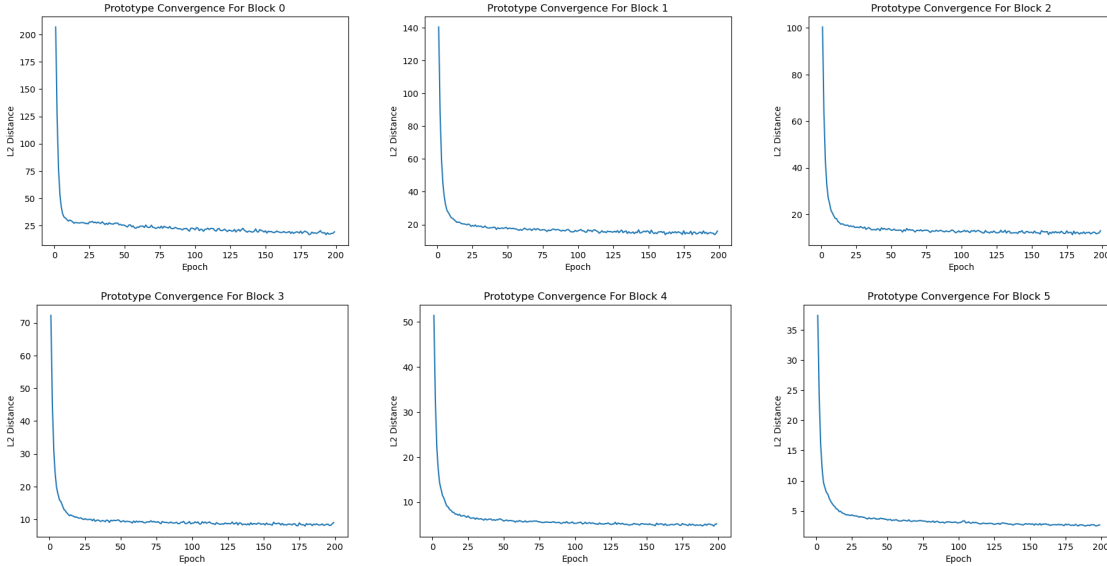 Prototype Convergence For Block 0
L2 Distance
200
175
150
125
100
75
50
25
0 25 50 75 100 125 150 175 200
Epoch
Prototype Convergence For Block 1
L2 Distance
140
120
100
80
60
40
20
0 25 50 75 100 125 150 175 200
Epoch
Prototype Convergence For Block 2
L2 Distance
100
80
60
40
20
0 25 50 75 100 125 150 175 200
Epoch
Prototype Convergence For Block 3
L2 Distance
70
60
50
40
30
20
10
0 25 50 75 100 125 150 175 200
Epoch
Prototype Convergence For Block 4
L2 Distance
50
40
30
20
10
0 25 50 75 100 125 150 175 200
Epoch
Prototype Convergence For Block 5
L2 Distance
35
30
25
20
15
10
5
0 25 50 75 100 125 150 175 200
Epoch